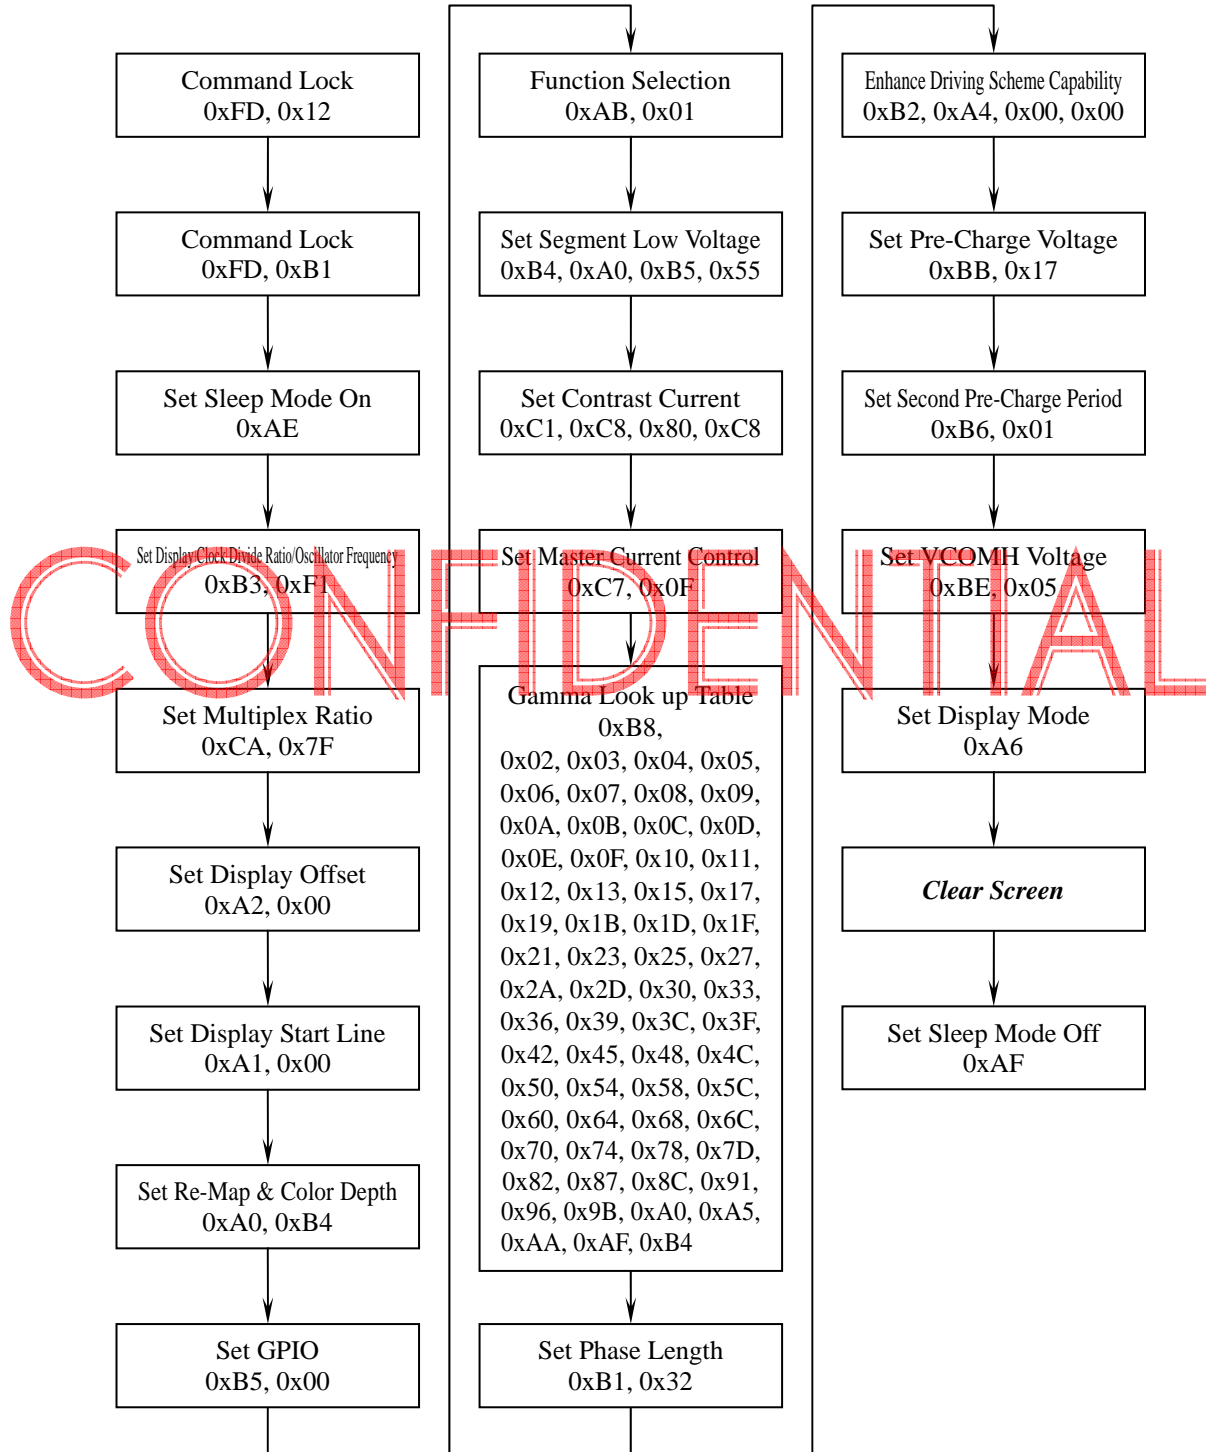 Command Lock
0xFD, 0x12
Command Lock
0xFD, 0xB1
Set Sleep Mode On
0xAE
Set Display Clock Divide Ratio/Oscillator Frequency
0xB3, 0xF1
Set Multiplex Ratio
0xCA, 0x7F
Set Display Offset
0xA2, 0x00
Set Display Start Line
0xA1, 0x00
Set Re-Map & Color Depth
0xA0, 0xB4
Set GPIO
0xB5, 0x00
Function Selection
0xAB, 0x01
Set Segment Low Voltage
0xB4, 0xA0, 0xB5, 0x55
Set Contrast Current
0xC1, 0xC8, 0x80, 0xC8
Set Master Current Control
0xC7, 0x0F
Gamma Look up Table
0xB8,
0x02, 0x03, 0x04, 0x05,
0x06, 0x07, 0x08, 0x09,
0x0A, 0x0B, 0x0C, 0x0D,
0x0E, 0x0F, 0x10, 0x11,
0x12, 0x13, 0x15, 0x17,
0x19, 0x1B, 0x1D, 0x1F,
0x21, 0x23, 0x25, 0x27,
0x2A, 0x2D, 0x30, 0x33,
0x36, 0x39, 0x3C, 0x3F,
0x42, 0x45, 0x48, 0x4C,
0x50, 0x54, 0x58, 0x5C,
0x60, 0x64, 0x68, 0x6C,
0x70, 0x74, 0x78, 0x7D,
0x82, 0x87, 0x8C, 0x91,
0x96, 0x9B, 0xA0, 0xA5,
0xAA, 0xAF, 0xB4
Set Phase Length
0xB1, 0x32
Enhance Driving Scheme Capability
0xB2, 0xA4, 0x00, 0x00
Set Pre-Charge Voltage
0xBB, 0x17
Set Second Pre-Charge Period
0xB6, 0x01
Set VCOMH Voltage
0xBE, 0x05
Set Display Mode
0xA6
Clear Screen
Set Sleep Mode Off
0xAF
CONFIDENTIAL